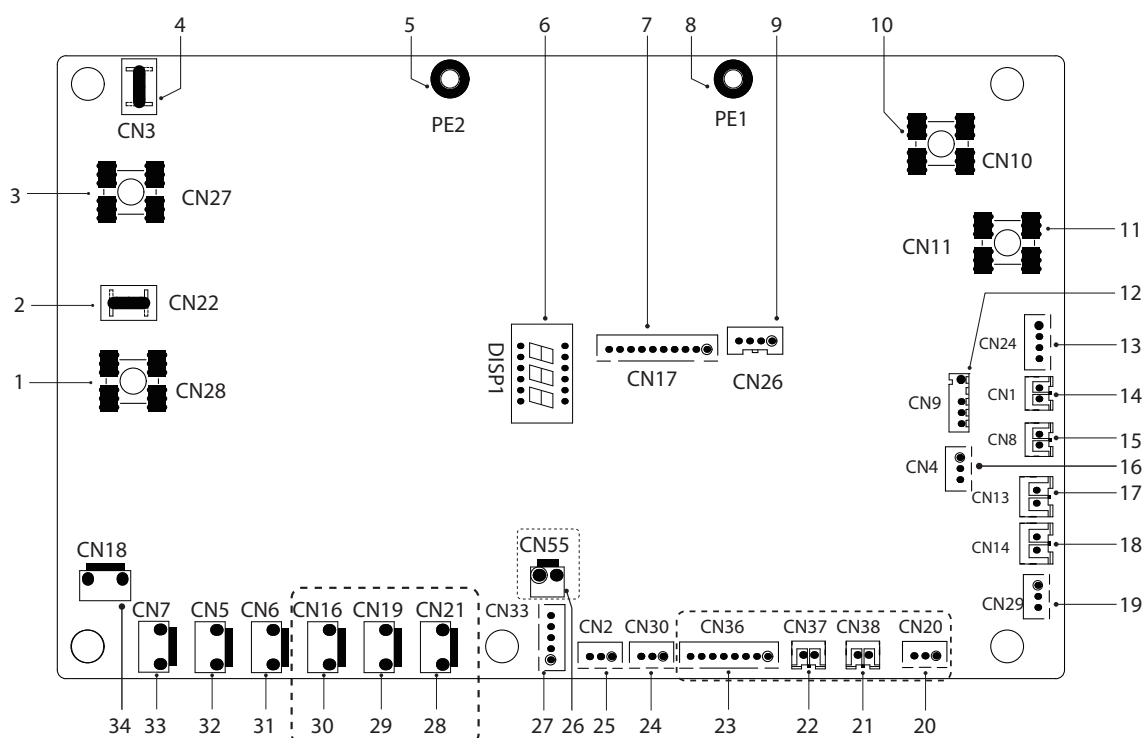 4 5 6 7 8 9 10
CN3 PE2 PE1
CN10
3 CN27
CN11 11
2 CN22 12
DISP1 CN17 CN26 CN24 13
1 CN28
CN9 CN1 14
CN8 15
CN4 16
CN13 17
CN55 CN14 18
CN18
CN7 CN5 CN6 CN16 CN19 CN21 CN33 CN2 CN30 CN36 CN37 CN38 CN20 CN29 19
34 33 32 31 30 29 28 27 26 25 24 23 22 21 20